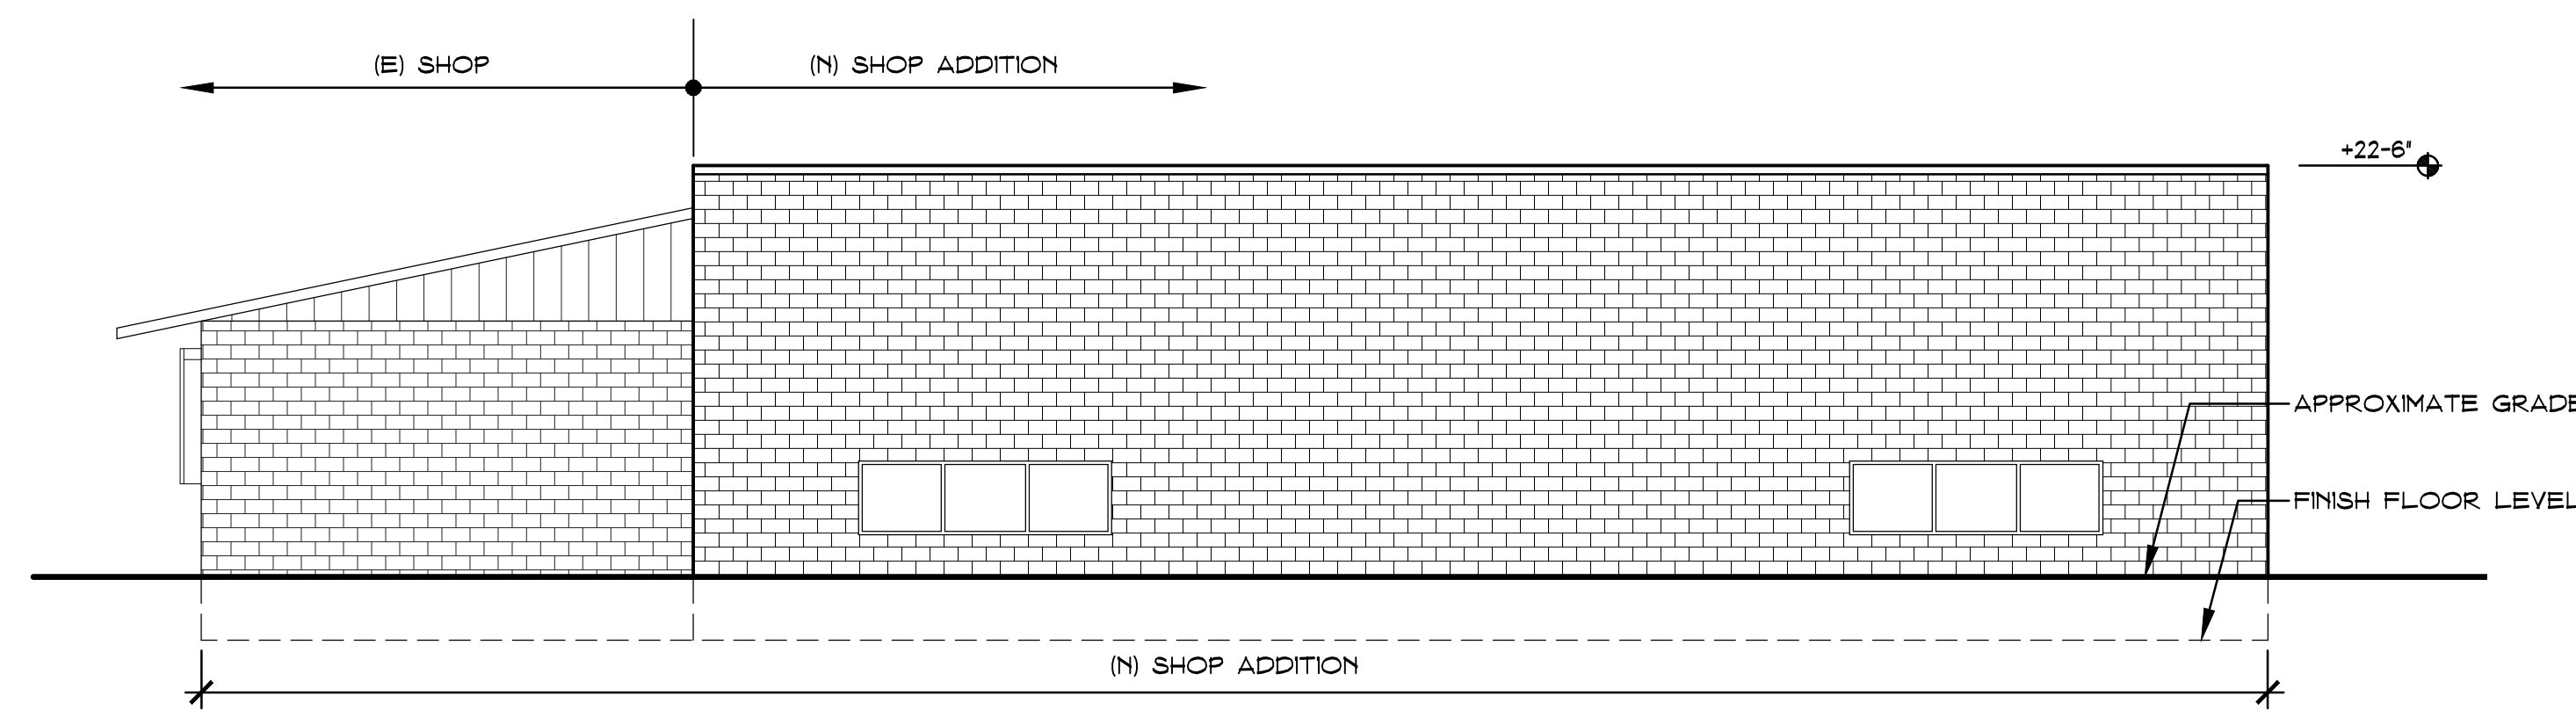 (E) SHOP
(N) SHOP ADDITION
+22-6"
APPROXIMATE GRADE
FINISH FLOOR LEVEL
(N) SHOP ADDITION